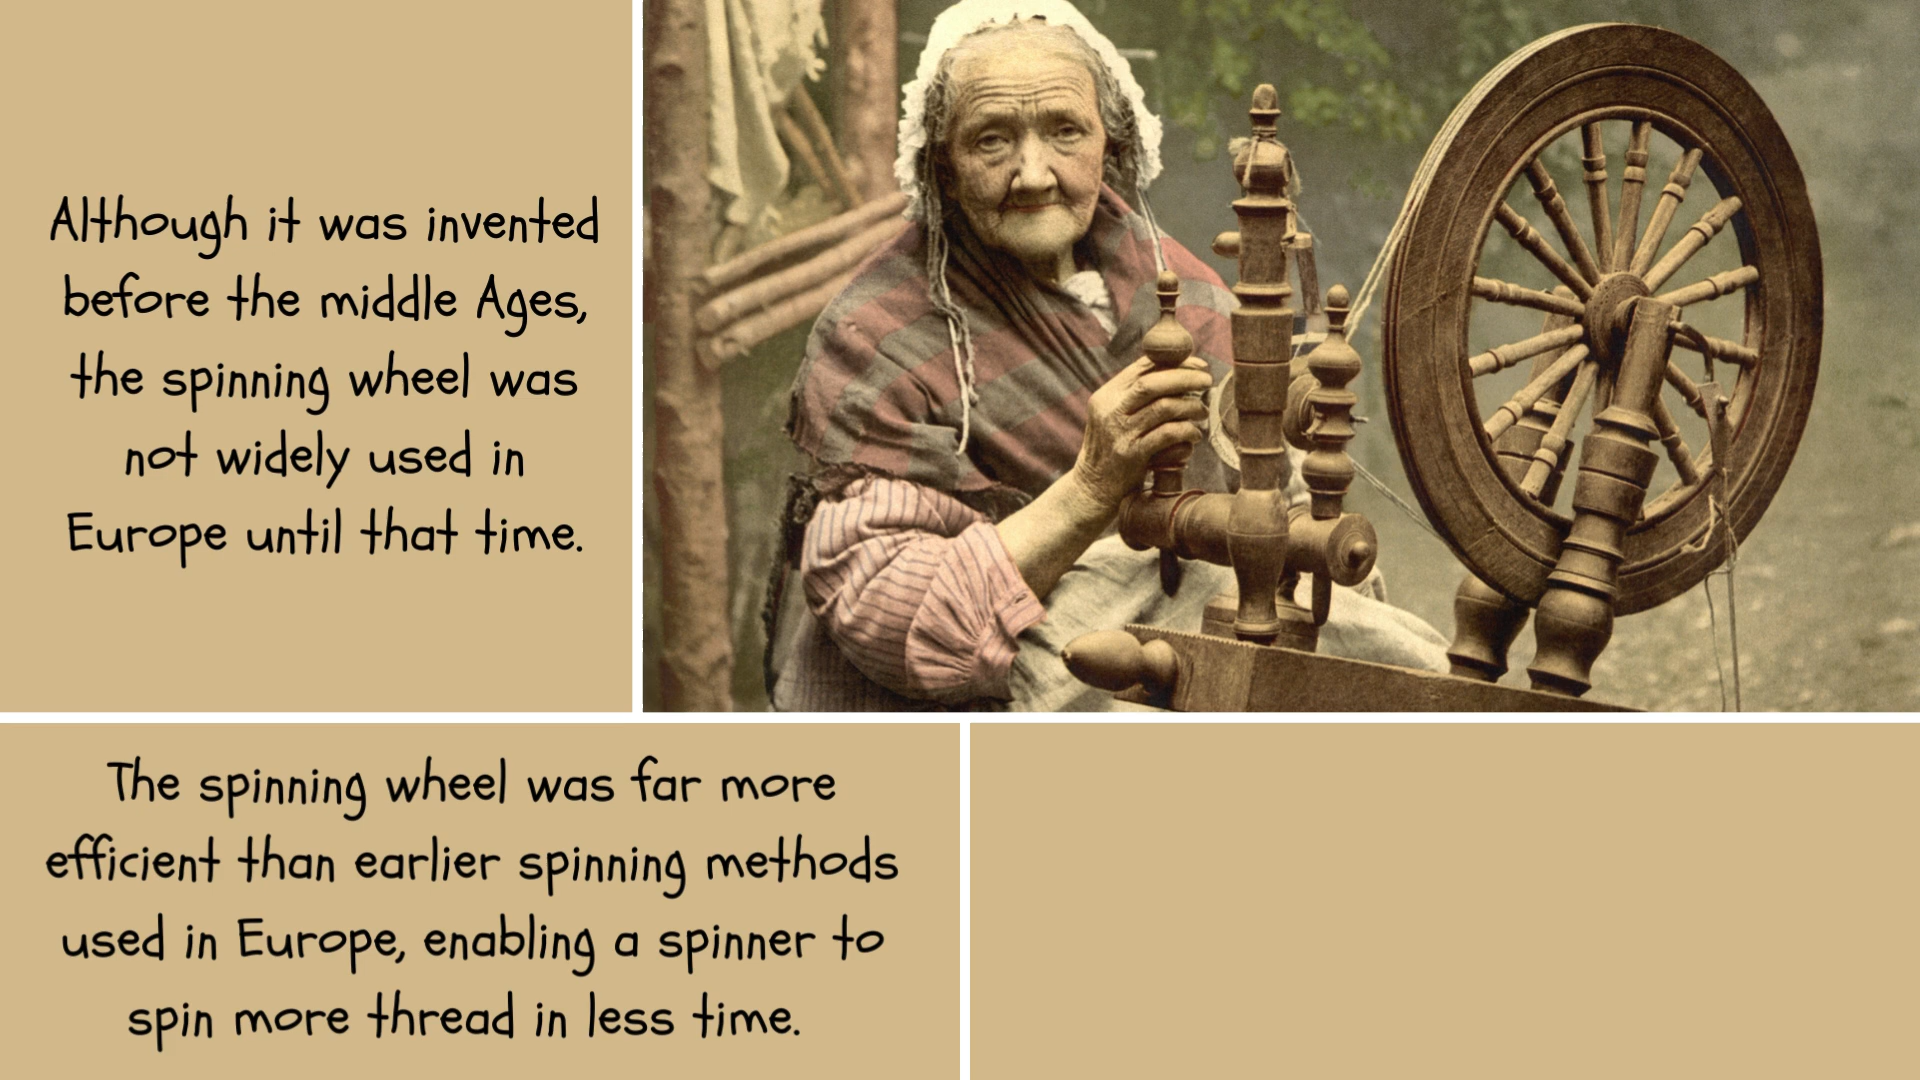 Although it was invented
before the middle Ages,
the spinning wheel was
not widely used in
Europe until that time.
The spinning wheel was far more
efficient than earlier spinning methods
used in Europe, enabling a spinner to
spin more thread in less time.